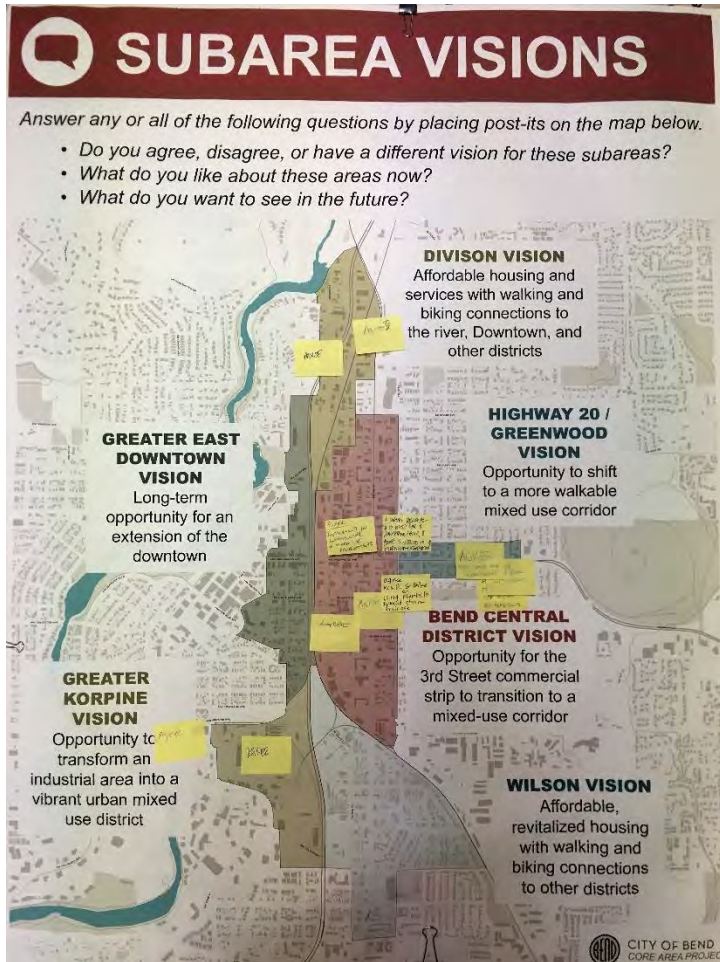 SUBAREA VISIONS
Answer any or all of the following questions by placing post-its on the map below.
• Do you agree, disagree, or have a different vision for these subareas?
• What do you like about these areas now?
• What do you want to see in the future?
DIVISON VISION
Affordable housing and
services with walking and
biking connections to
the river, Downtown, and
other districts
HIGHWAY 20 /
GREENWOOD
VISION
Opportunity to shift
to a more walkable
mixed use corridor
GREATER EAST
DOWNTOWN
VISION
Long-term
opportunity for an
extension of the
downtown
BEND CENTRAL
DISTRICT VISION
Opportunity for the
3rd Street commercial
strip to transition to a
mixed-use corridor
GREATER
KORPINE
VISION
Opportunity to
transform an
industrial area into a
vibrant urban mixed
use district
WILSON VISION
Affordable,
revitalized housing
with walking and
biking connections
to other districts
BEND
CITY OF BEND
CORE AREA PROJEC